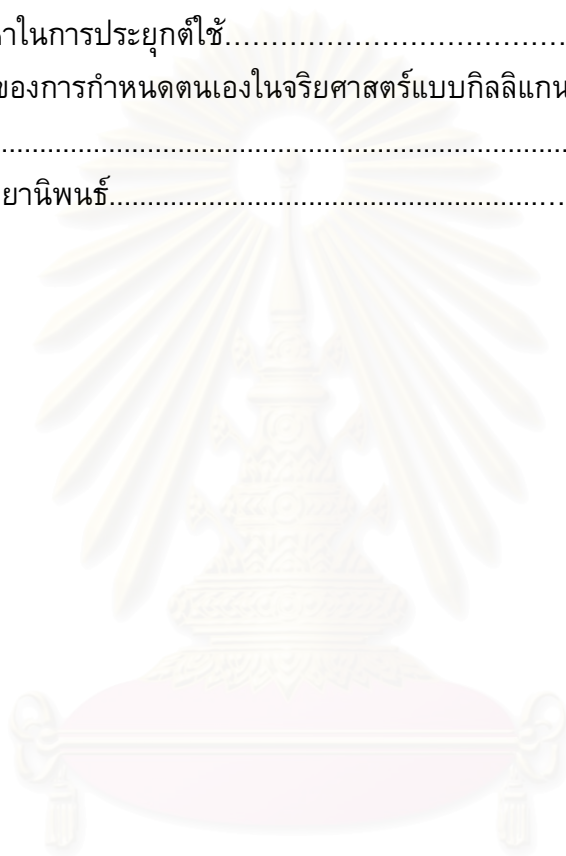 าในการประยุกต์ใช้……………………………………
ของการกำหนดตนเองในจริยศาสตร์แบบกิลลิแกน
...............................................................................
ยานิพนธ์.........................................................…